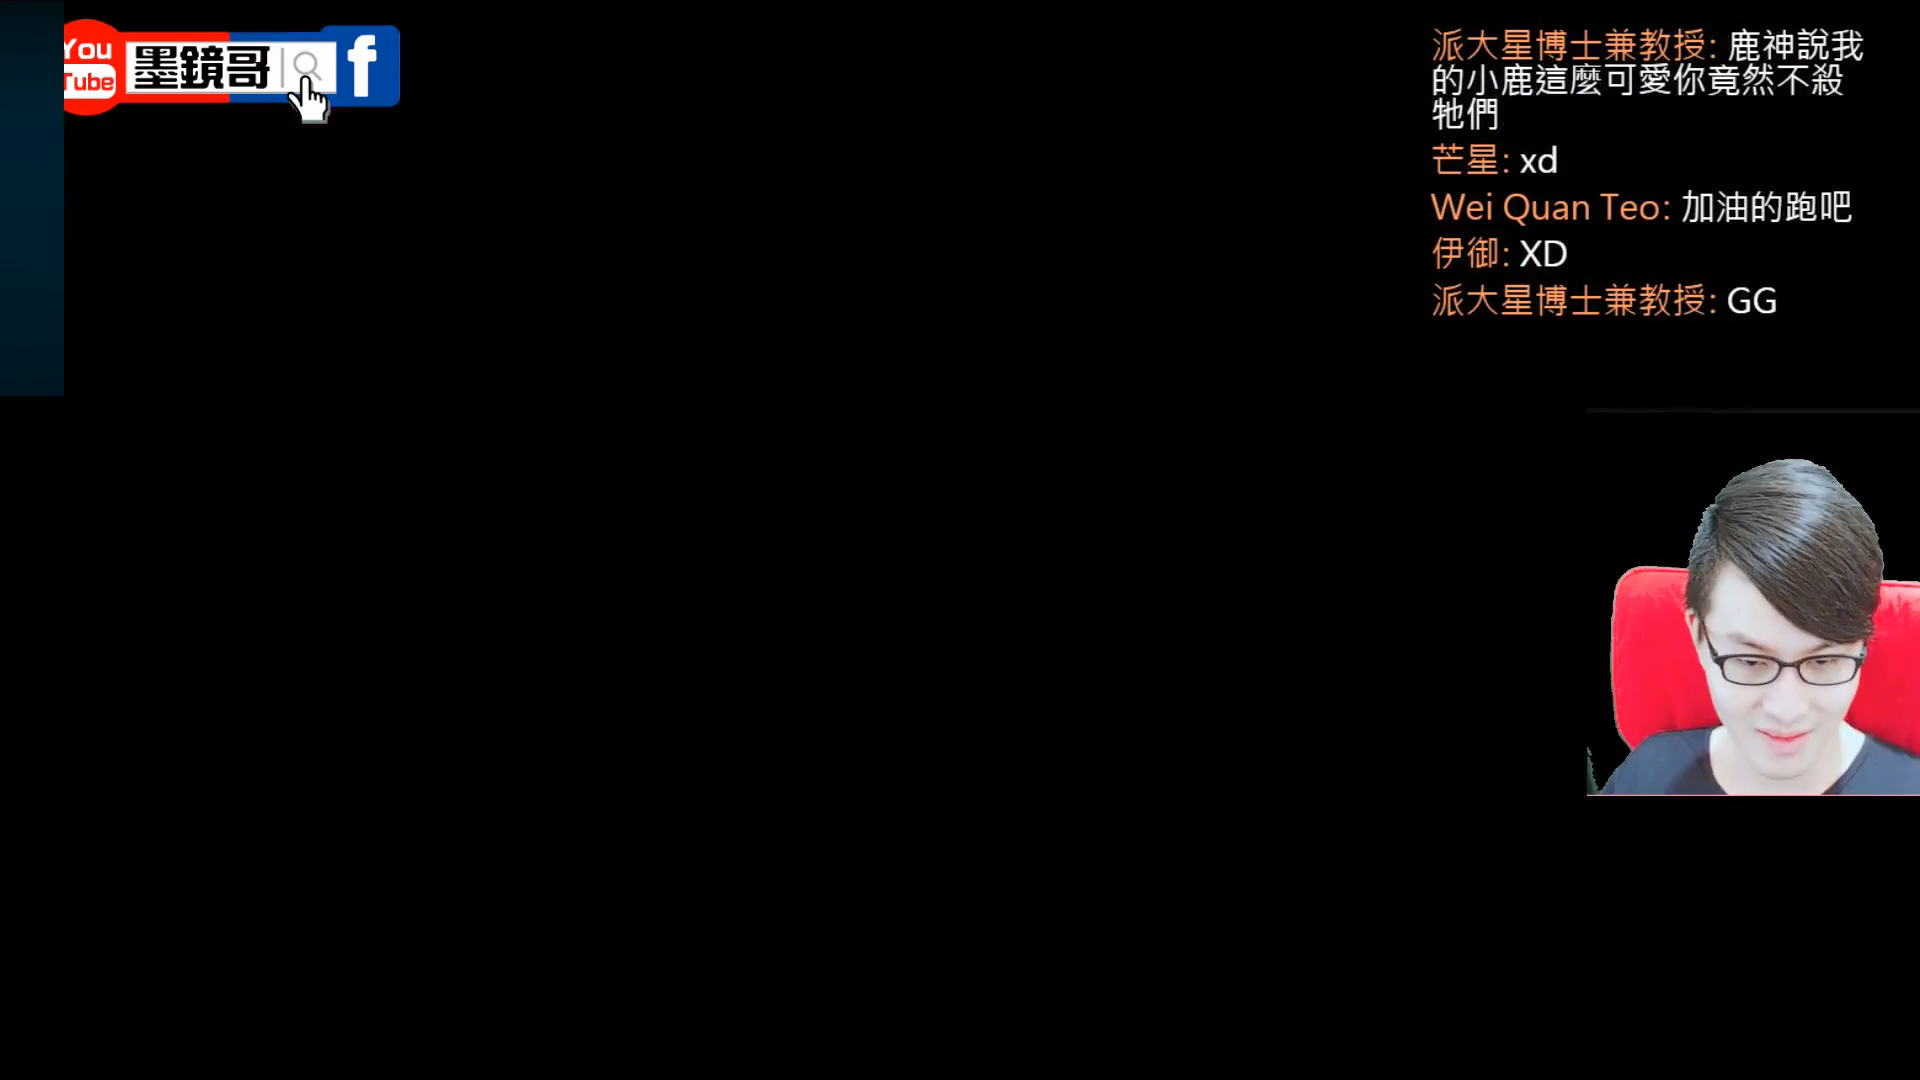 You
Tube
墨鏡哥
f
派大星博士兼教授: 鹿神說我
的小鹿這麼可愛你竟然不殺
牠們
芒星: xd
Wei Quan Teo: 加油的跑吧
伊御: XD
派大星博士兼教授: GG